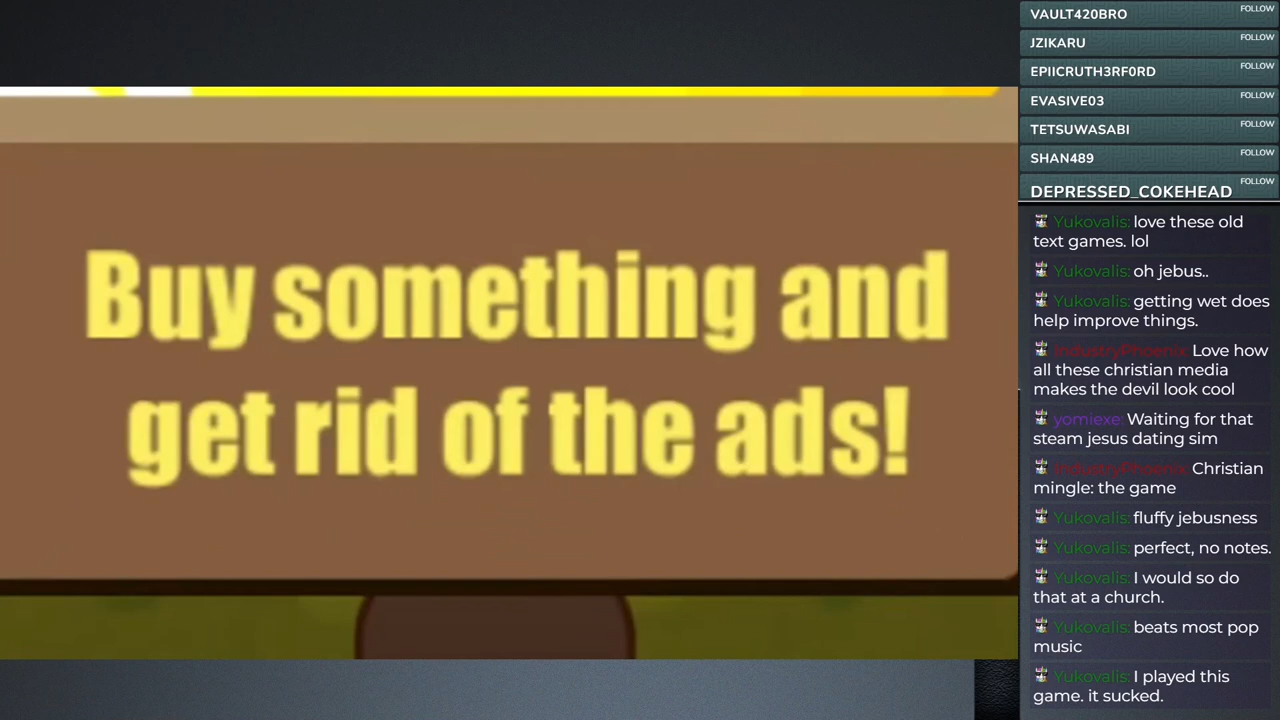 Buy something and
get rid of the ads!
VAULT420BRO FOLLOW
JZIKARU FOLLOW
EPIICRUTH3RF0RD FOLLOW
EVASIVE03 FOLLOW
TETSUWASABI FOLLOW
SHAN489 FOLLOW
DEPRESSED_COKEHEAD FOLLOW
Yukovalis: love these old
text games. lol
Yukovalis: oh jebus..
Yukovalis: getting wet does
help improve things.
IndustryPhoenix: Love how
all these christian media
makes the devil look cool
yomiexe: Waiting for that
steam jesus dating sim
IndustryPhoenix: Christian
mingle: the game
Yukovalis: fluffy jebusness
Yukovalis: perfect, no notes.
Yukovalis: I would so do
that at a church.
Yukovalis: beats most pop
music
Yukovalis: I played this
game. it sucked.